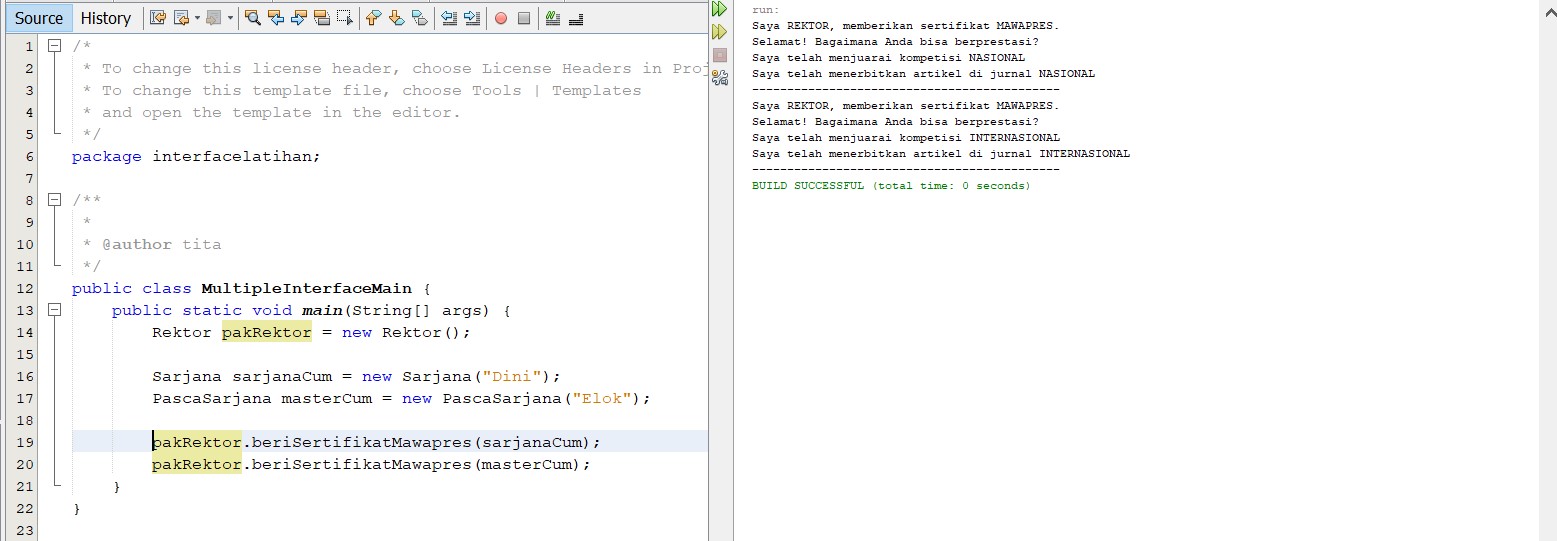 Source History
1 /*
2 * To change this license header, choose License Headers in Proj
3 * To change this template file, choose Tools | Templates
4 * and open the template in the editor.
5 */
6 package interfacelatihan;
7
8 /**
9 *
10 * @author tita
11 */
12 public class MultipleInterfaceMain {
13 public static void main(String[] args) {
14 Rektor pakRektor = new Rektor();
15
16 Sarjana sarjanaCum = new Sarjana("Dini");
17 PascaSarjana masterCum = new PascaSarjana("Elok");
18
19 pakRektor.beriSertifikatMawapres(sarjanaCum);
20 pakRektor.beriSertifikatMawapres(masterCum);
21 }
22 }
23
run:
Saya REKTOR, memberikan sertifikat MAWAPRES.
Selamat! Bagaimana Anda bisa berprestasi?
Saya telah menjuarai kompetisi NASIONAL
Saya telah menerbitkan artikel di jurnal NASIONAL
--------------------------------------------
Saya REKTOR, memberikan sertifikat MAWAPRES.
Selamat! Bagaimana Anda bisa berprestasi?
Saya telah menjuarai kompetisi INTERNASIONAL
Saya telah menerbitkan artikel di jurnal INTERNASIONAL
--------------------------------------------
BUILD SUCCESSFUL (total time: 0 seconds)